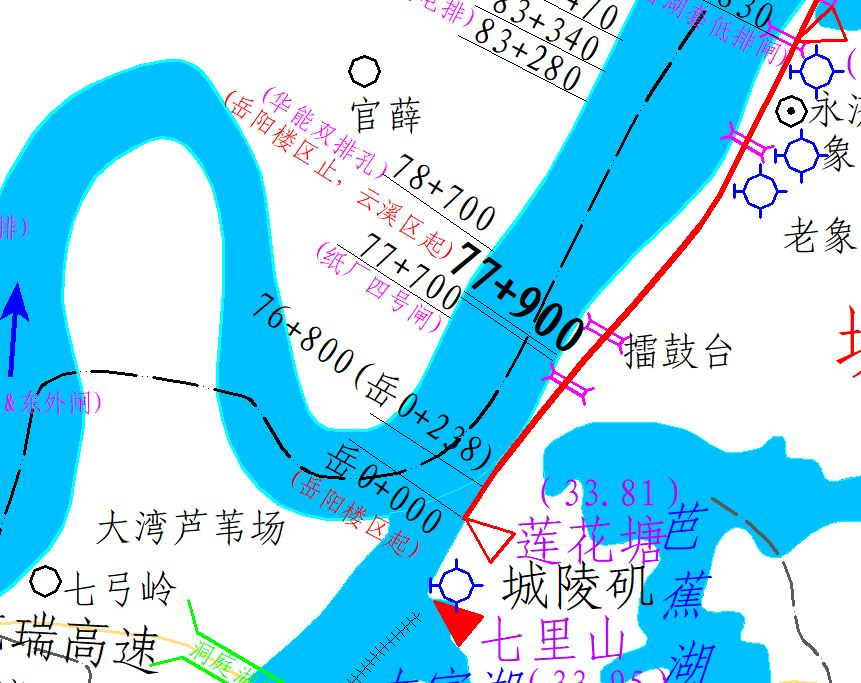 83+340
83+280
官薛
(华能双排孔)
(岳阳楼区止，云溪区起)
78+700
77+700
(纸厂四号闸)
77+900
76+800(岳0+238)
岳0+000
(岳阳楼区起)
永济
象
老象
擂鼓台
&东外闸)
(33.81)
莲花塘
芭蕉湖
大湾芦苇场
七弓岭
城陵矶
瑞高速
七里山
(33.95)